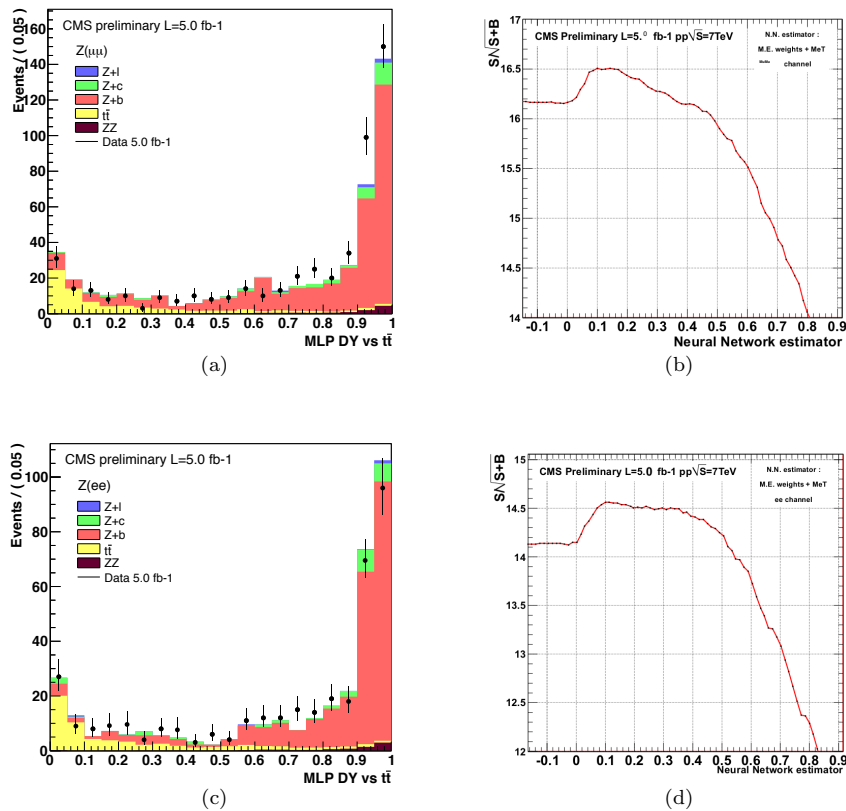 CMS preliminary L=5.0 fb-1
Events / ( 0.05 )
Z(μμ)
Z+l
Z+c
Z+b
tt̄
ZZ
Data 5.0 fb-1
160
140
120
100
80
60
40
20
0
0 0.1 0.2 0.3 0.4 0.5 0.6 0.7 0.8 0.9 1
MLP DY vs tt̄
(a)
S/√S+B
CMS Preliminary L=5.0 fb-1 pp√S=7TeV
N.N. estimator :
M.E. weights + MeT
MuMu channel
17
16.5
16
15.5
15
14.5
14
-0.1 0 0.1 0.2 0.3 0.4 0.5 0.6 0.7 0.8 0.9
Neural Network estimator
(b)
CMS preliminary L=5.0 fb-1
Events / ( 0.05 )
Z(ee)
Z+l
Z+c
Z+b
tt̄
ZZ
Data 5.0 fb-1
100
80
60
40
20
0
0 0.1 0.2 0.3 0.4 0.5 0.6 0.7 0.8 0.9 1
MLP DY vs tt̄
(c)
S/√S+B
CMS Preliminary L=5.0 fb-1 pp√S=7TeV
N.N. estimator :
M.E. weights + MeT
ee channel
15
14.5
14
13.5
13
12.5
12
-0.1 0 0.1 0.2 0.3 0.4 0.5 0.6 0.7 0.8 0.9
Neural Network estimator
(d)